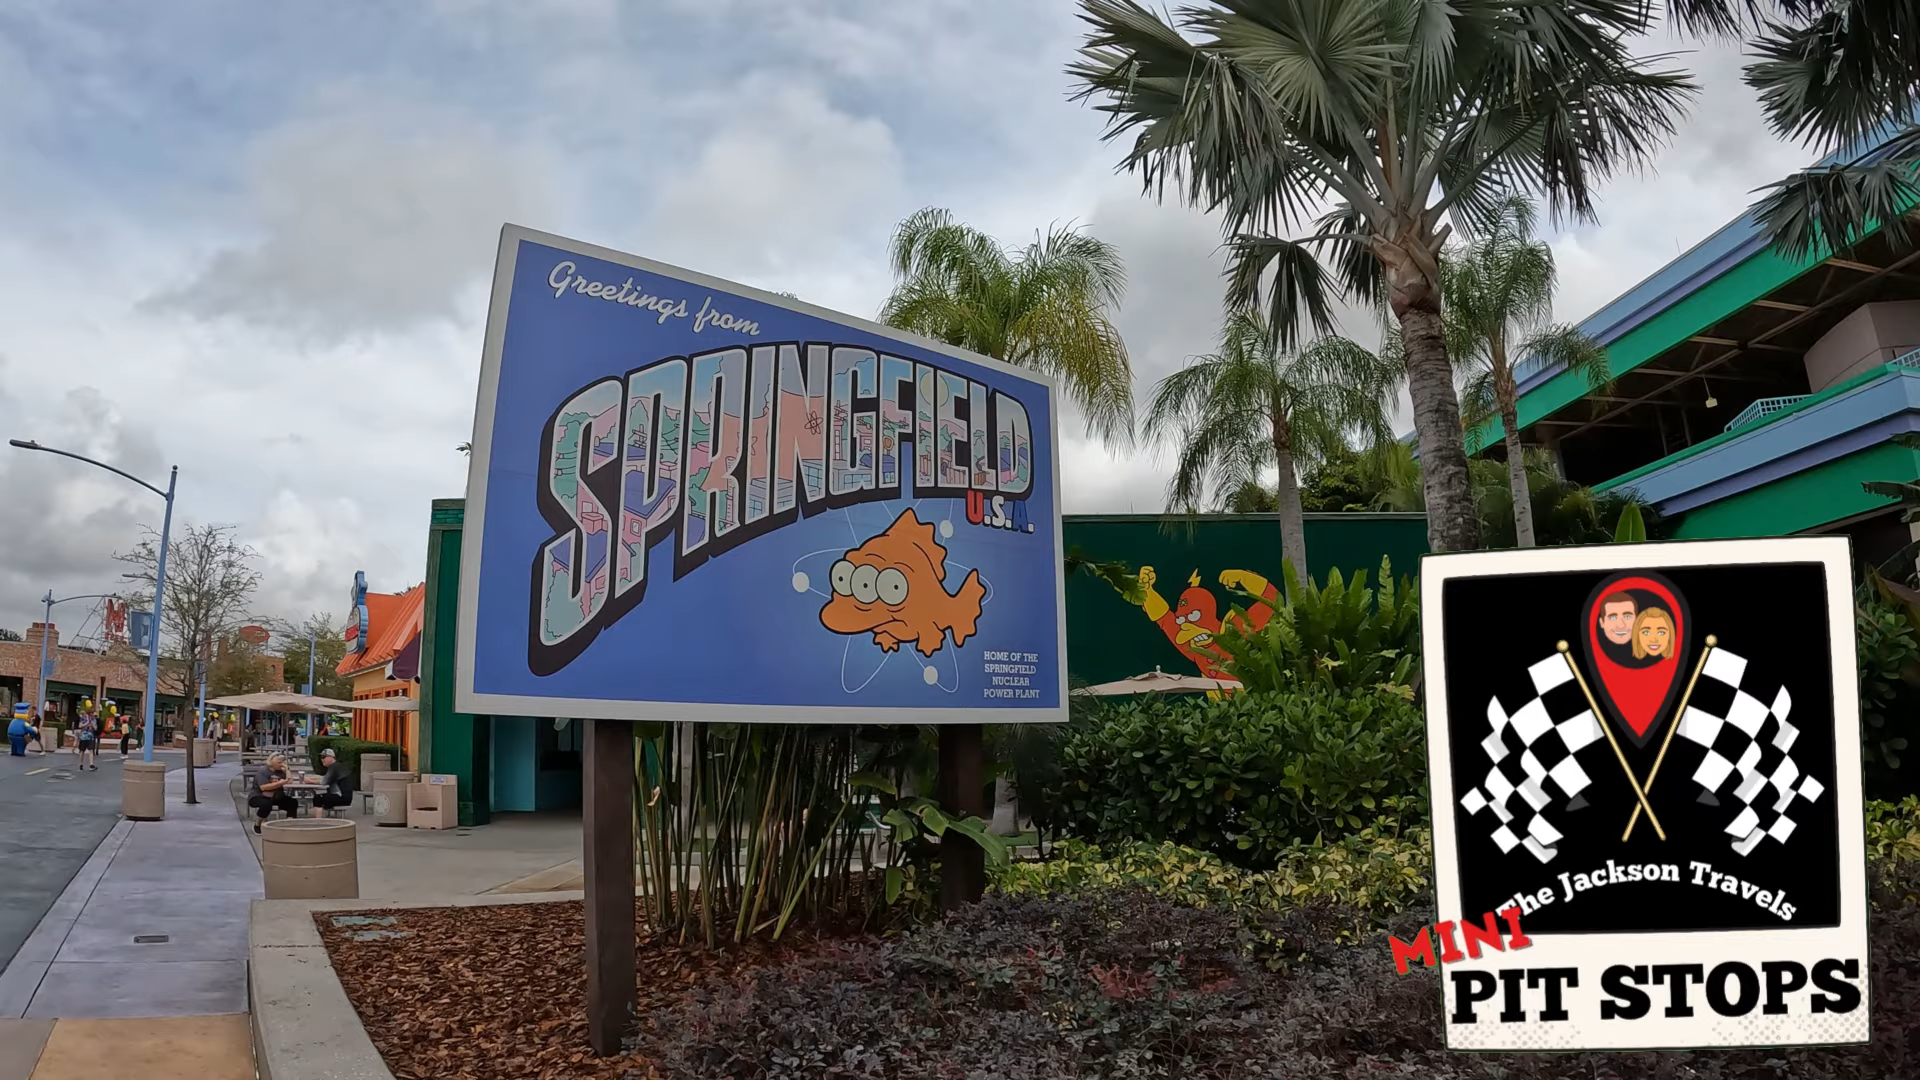 Greetings from
SPRINGFIELD
U.S.A.
HOME OF THE
SPRINGFIELD
NUCLEAR
POWER PLANT
The Jackson Travels
MINI
PIT STOPS